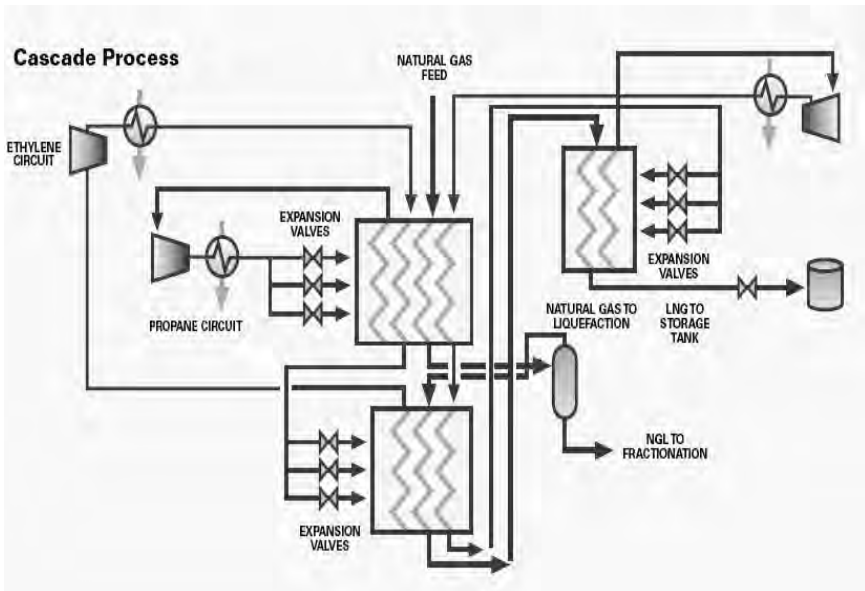 Cascade Process
NATURAL GAS
FEED
ETHYLENE
CIRCUIT
EXPANSION
VALVES
PROPANE CIRCUIT
EXPANSION
VALVES
NATURAL GAS TO
LIQUEFACTION
LNG TO
STORAGE
TANK
NGL TO
FRACTIONATION
EXPANSION
VALVES